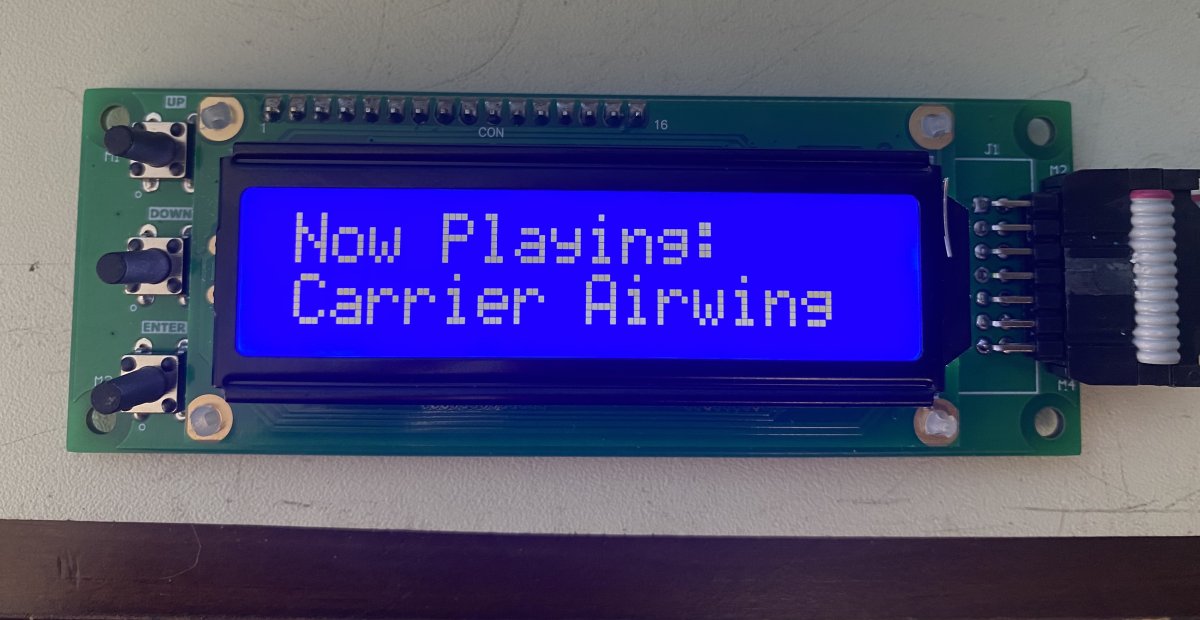 UP
1
CON
16
J1
M2
M1
DOWN
Now Playing:
Carrier Airwing
ENTER
M3
M4